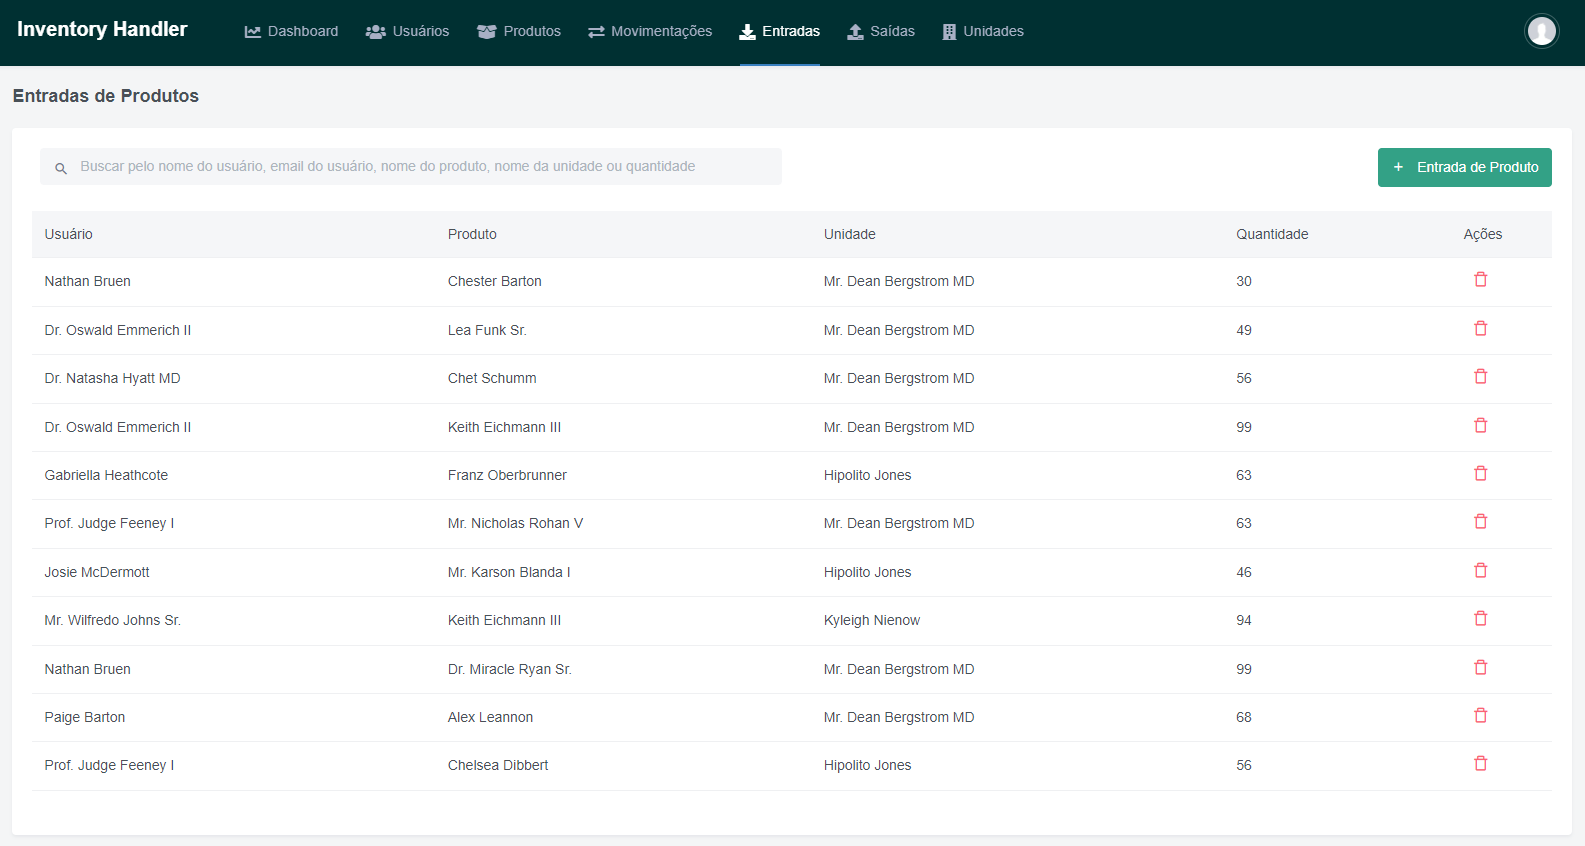 Inventory Handler Dashboard Usuários Produtos Movimentações Entradas Saídas Unidades
Entradas de Produtos
Buscar pelo nome do usuário, email do usuário, nome do produto, nome da unidade ou quantidade + Entrada de Produto
Usuário Produto Unidade Quantidade Ações
Nathan Bruen Chester Barton Mr. Dean Bergstrom MD 30
Dr. Oswald Emmerich II Lea Funk Sr. Mr. Dean Bergstrom MD 49
Dr. Natasha Hyatt MD Chet Schumm Mr. Dean Bergstrom MD 56
Dr. Oswald Emmerich II Keith Eichmann III Mr. Dean Bergstrom MD 99
Gabriella Heathcote Franz Oberbrunner Hipolito Jones 63
Prof. Judge Feeney I Mr. Nicholas Rohan V Mr. Dean Bergstrom MD 63
Josie McDermott Mr. Karson Blanda I Hipolito Jones 46
Mr. Wilfredo Johns Sr. Keith Eichmann III Kyleigh Nienow 94
Nathan Bruen Dr. Miracle Ryan Sr. Mr. Dean Bergstrom MD 99
Paige Barton Alex Leannon Mr. Dean Bergstrom MD 68
Prof. Judge Feeney I Chelsea Dibbert Hipolito Jones 56